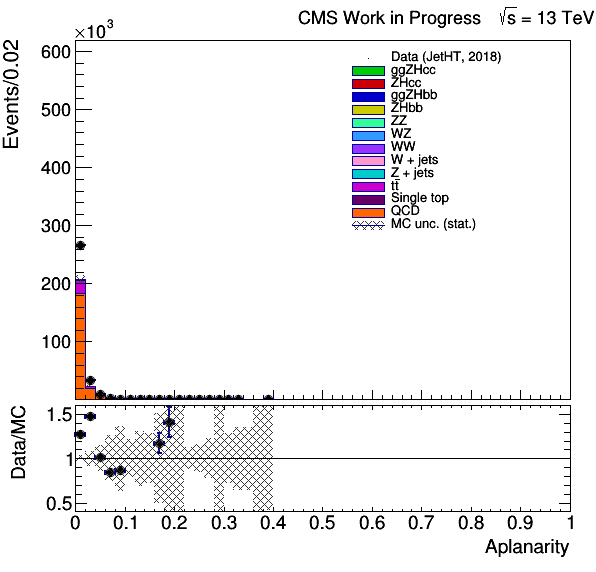 CMS Work in Progress √s = 13 TeV
×10³
Events/0.02
600
500
400
300
200
100
Data (JetHT, 2018)
ggZHcc
ZHcc
ggZHbb
ZHbb
ZZ
WZ
WW
W + jets
Z + jets
tt̄
Single top
QCD
MC unc. (stat.)
Data/MC
1.5
1
0.5
0 0.1 0.2 0.3 0.4 0.5 0.6 0.7 0.8 0.9 1
Aplanarity